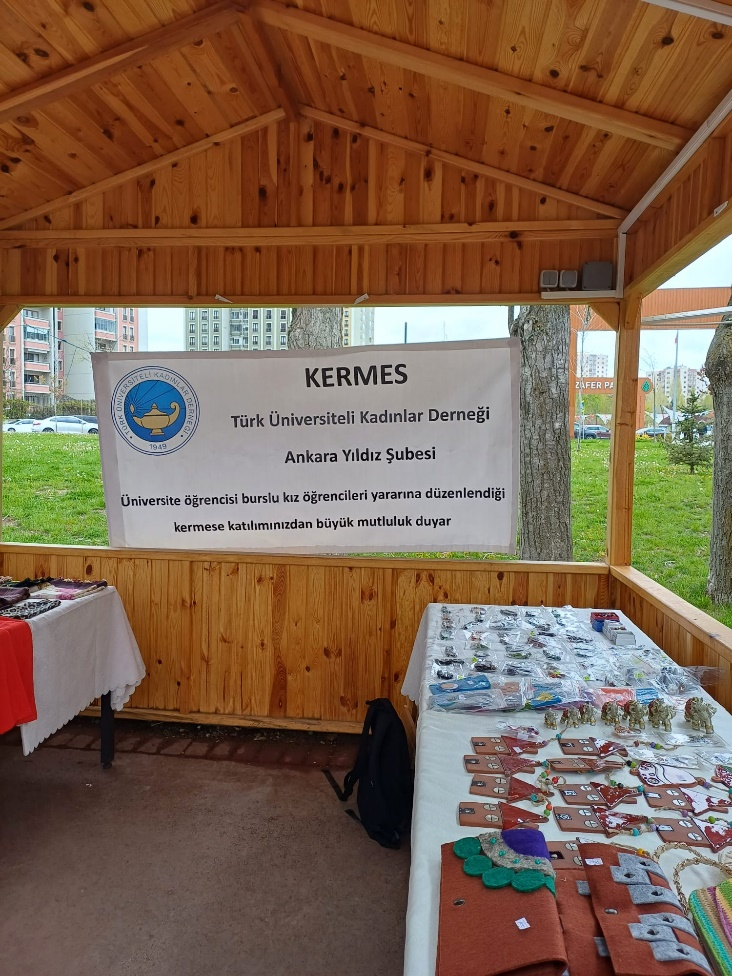 KERMES
TÜRK ÜNİVERSİTELİ KADINLAR DERNEĞİ
1949
Türk Üniversiteli Kadınlar Derneği
Ankara Yıldız Şubesi
Üniversite öğrencisi burslu kız öğrencileri yararına düzenlendiği
kermese katılımınızdan büyük mutluluk duyar
ZAFER PA